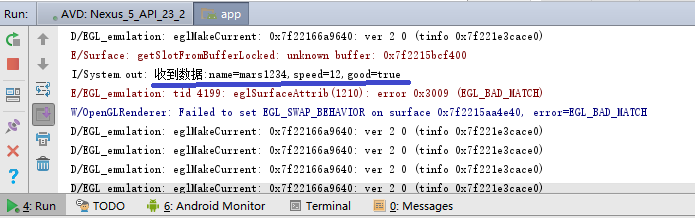 Run: AVD: Nexus_5_API_23_2 app
D/EGL_emulation: eglMakeCurrent: 0x7f22166a9640: ver 2 0 (tinfo 0x7f221e3cace0)
E/Surface: getSlotFromBufferLocked: unknown buffer: 0x7f2215bcf400
I/System.out: 收到数据:name=mars1234,speed=12,good=true
E/EGL_emulation: tid 4199: eglSurfaceAttrib(1210): error 0x3009 (EGL_BAD_MATCH)
W/OpenGLRenderer: Failed to set EGL_SWAP_BEHAVIOR on surface 0x7f2215aa4e40, error=EGL_BAD_MATCH
D/EGL_emulation: eglMakeCurrent: 0x7f22166a9640: ver 2 0 (tinfo 0x7f221e3cace0)
D/EGL_emulation: eglMakeCurrent: 0x7f22166a9640: ver 2 0 (tinfo 0x7f221e3cace0)
D/EGL_emulation: eglMakeCurrent: 0x7f22166a9640: ver 2 0 (tinfo 0x7f221e3cace0)
D/EGL_emulation: eglMakeCurrent: 0x7f22166a9640: ver 2 0 (tinfo 0x7f221e3cace0)
4: Run TODO 6: Android Monitor Terminal 0: Messages